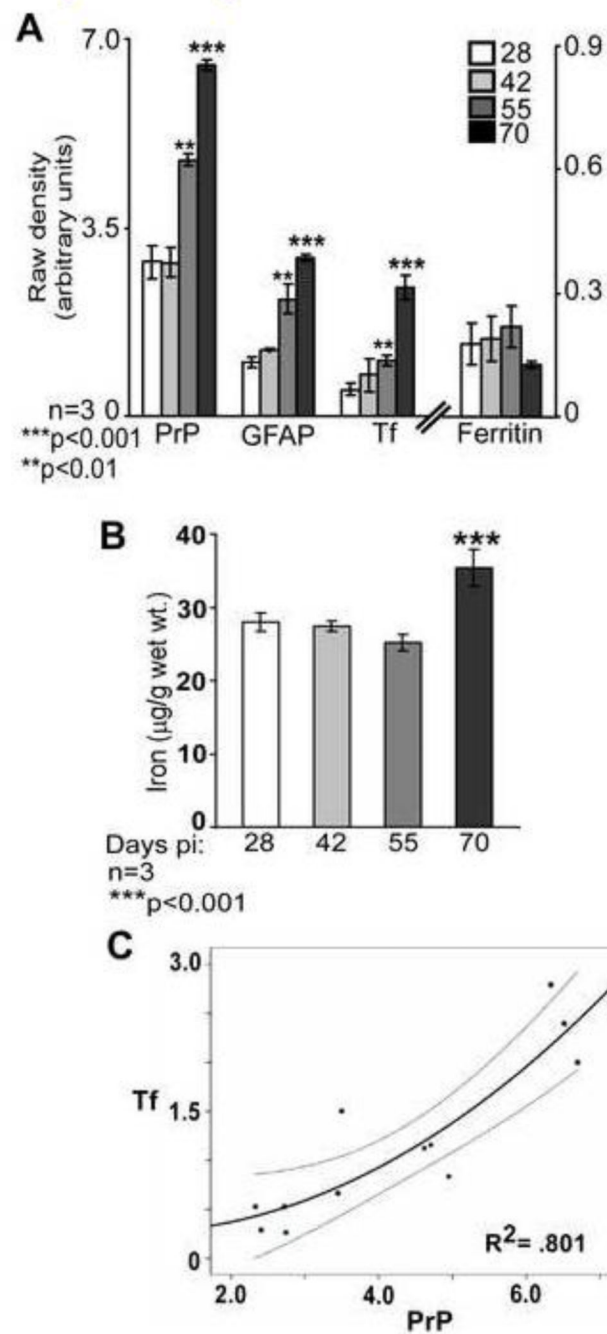 A
7.0
3.5
n=3 0
Raw density
(arbitrary units)
***
**
***
**
***
**
28
42
55
70
0.9
0.6
0.3
0
PrP GFAP Tf Ferritin
***p<0.001
**p<0.01
B
40
30
20
10
0
Iron (µg/g wet wt.)
***
Days pi: 28 42 55 70
n=3
***p<0.001
C
3.0
Tf 1.5
0
R2= .801
2.0 4.0 6.0
PrP